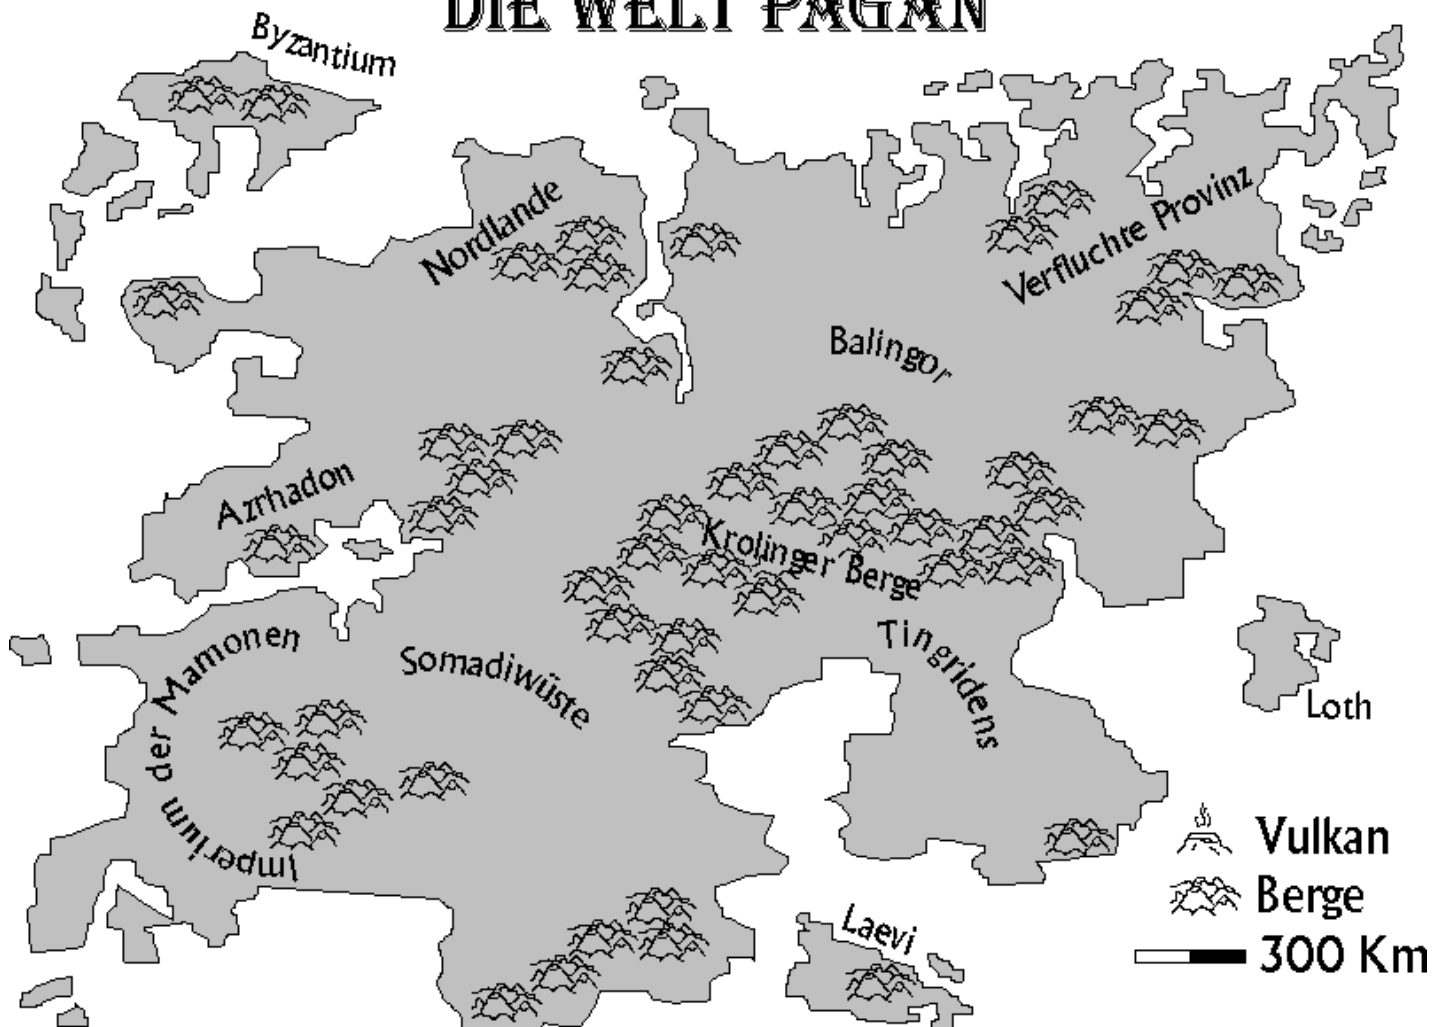 DIE WELT PAGAN
Byzantium
Nordlande
Verfluchte Provinz
Balingor
Azrhadon
Krolinger Berge
Tingridens
Imperium der Mamonen
Somadiwüste
Loth
Vulkan
Berge
Laevi
300 Km